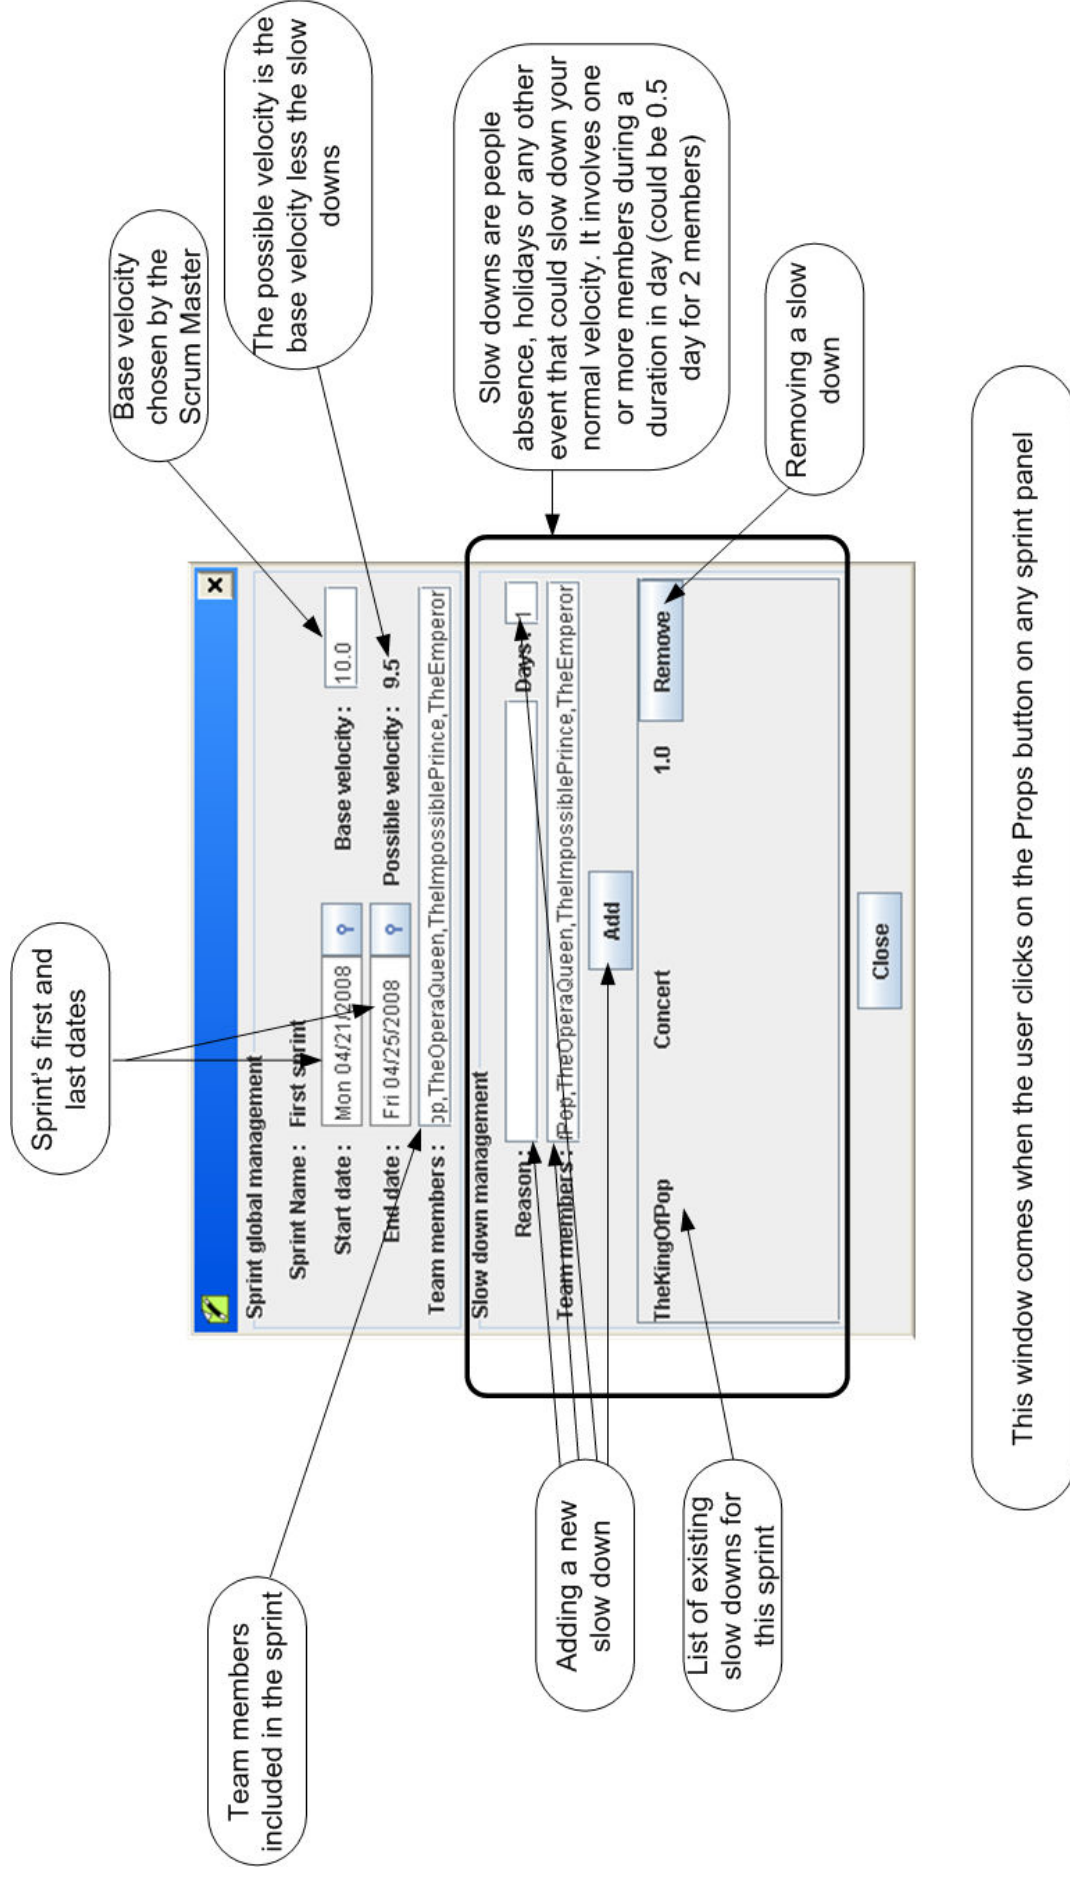 Sprint's first and
last dates
Base velocity
chosen by the
Scrum Master
The possible velocity is the
base velocity less the slow
downs
Team members
included in the sprint
Sprint global management
Sprint Name : First sprint
Start date : Mon 04/21/2008 Base velocity : 10.0
End date : Fri 04/25/2008 Possible velocity : 9.5
Team members : op,TheOperaQueen,TheImpossiblePrince,TheEmperor
Slow downs are people
absence, holidays or any other
event that could slow down your
normal velocity. It involves one
or more members during a
duration in day (could be 0.5
day for 2 members)
Slow down management
Reason : Days : 1
Team members : fPop,TheOperaQueen,TheImpossiblePrince,TheEmperor
Add
TheKingOfPop Concert 1.0 Remove
Close
Adding a new
slow down
List of existing
slow downs for
this sprint
Removing a slow
down
This window comes when the user clicks on the Props button on any sprint panel